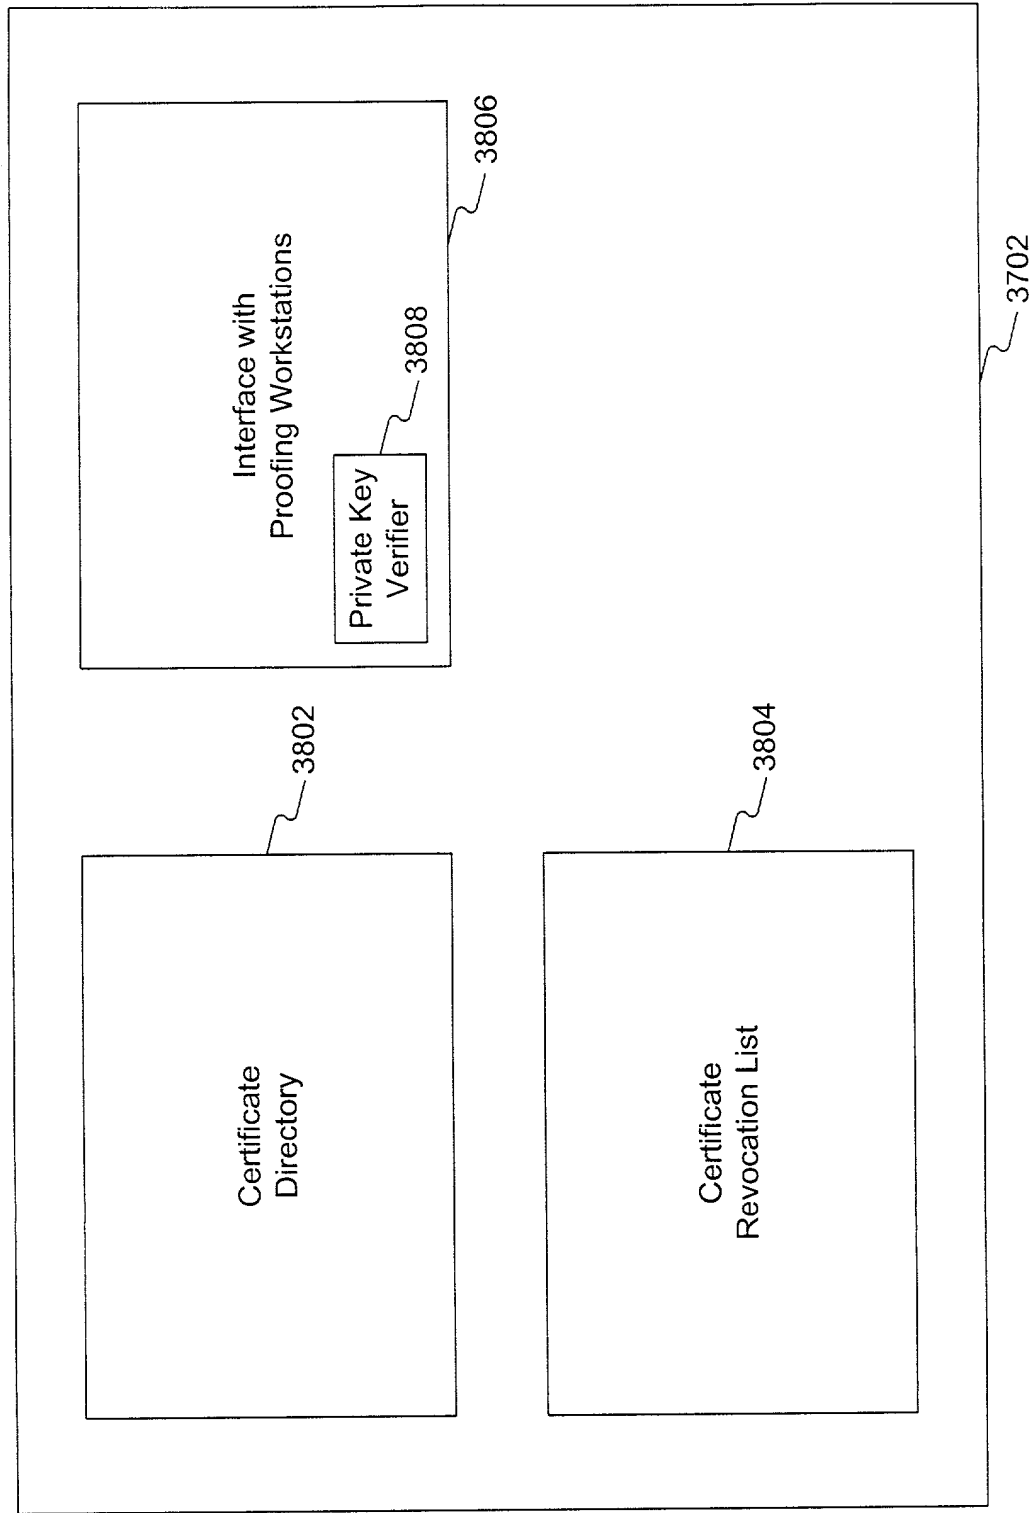 Certificate
Directory
3802
Interface with
Proofing Workstations
Private Key
Verifier
3808
3806
Certificate
Revocation List
3804
3702